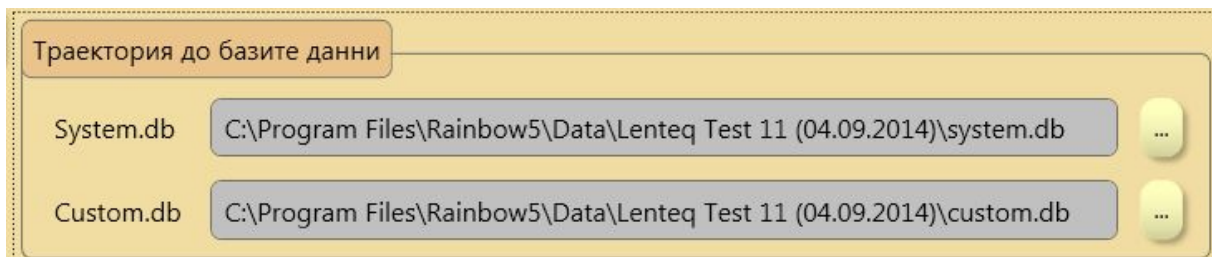 Траектория до базите данни
System.db C:\Program Files\Rainbow5\Data\Lenteq Test 11 (04.09.2014)\system.db ...
Custom.db C:\Program Files\Rainbow5\Data\Lenteq Test 11 (04.09.2014)\custom.db ...